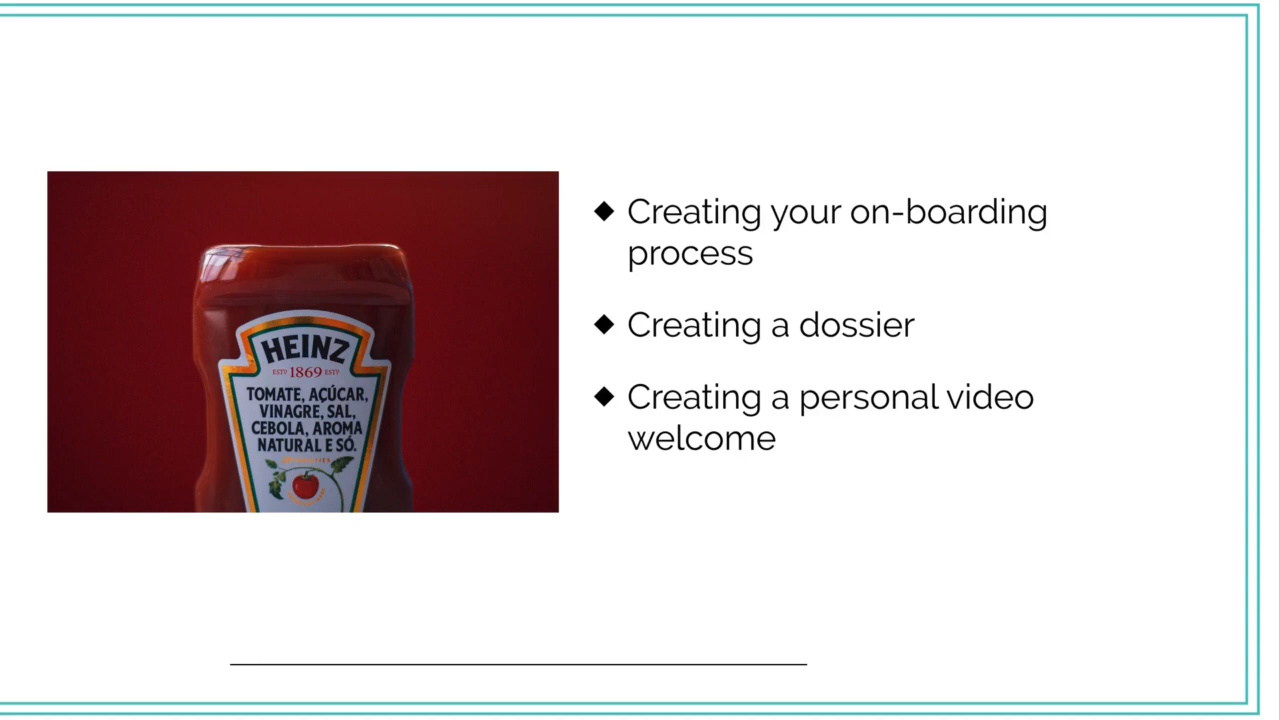 HEINZ
ESTD 1869 ESTD
TOMATE, AÇÚCAR,
VINAGRE, SAL,
CEBOLA, AROMA
NATURAL E SÓ.
Creating your on-boarding
process
Creating a dossier
Creating a personal video
welcome